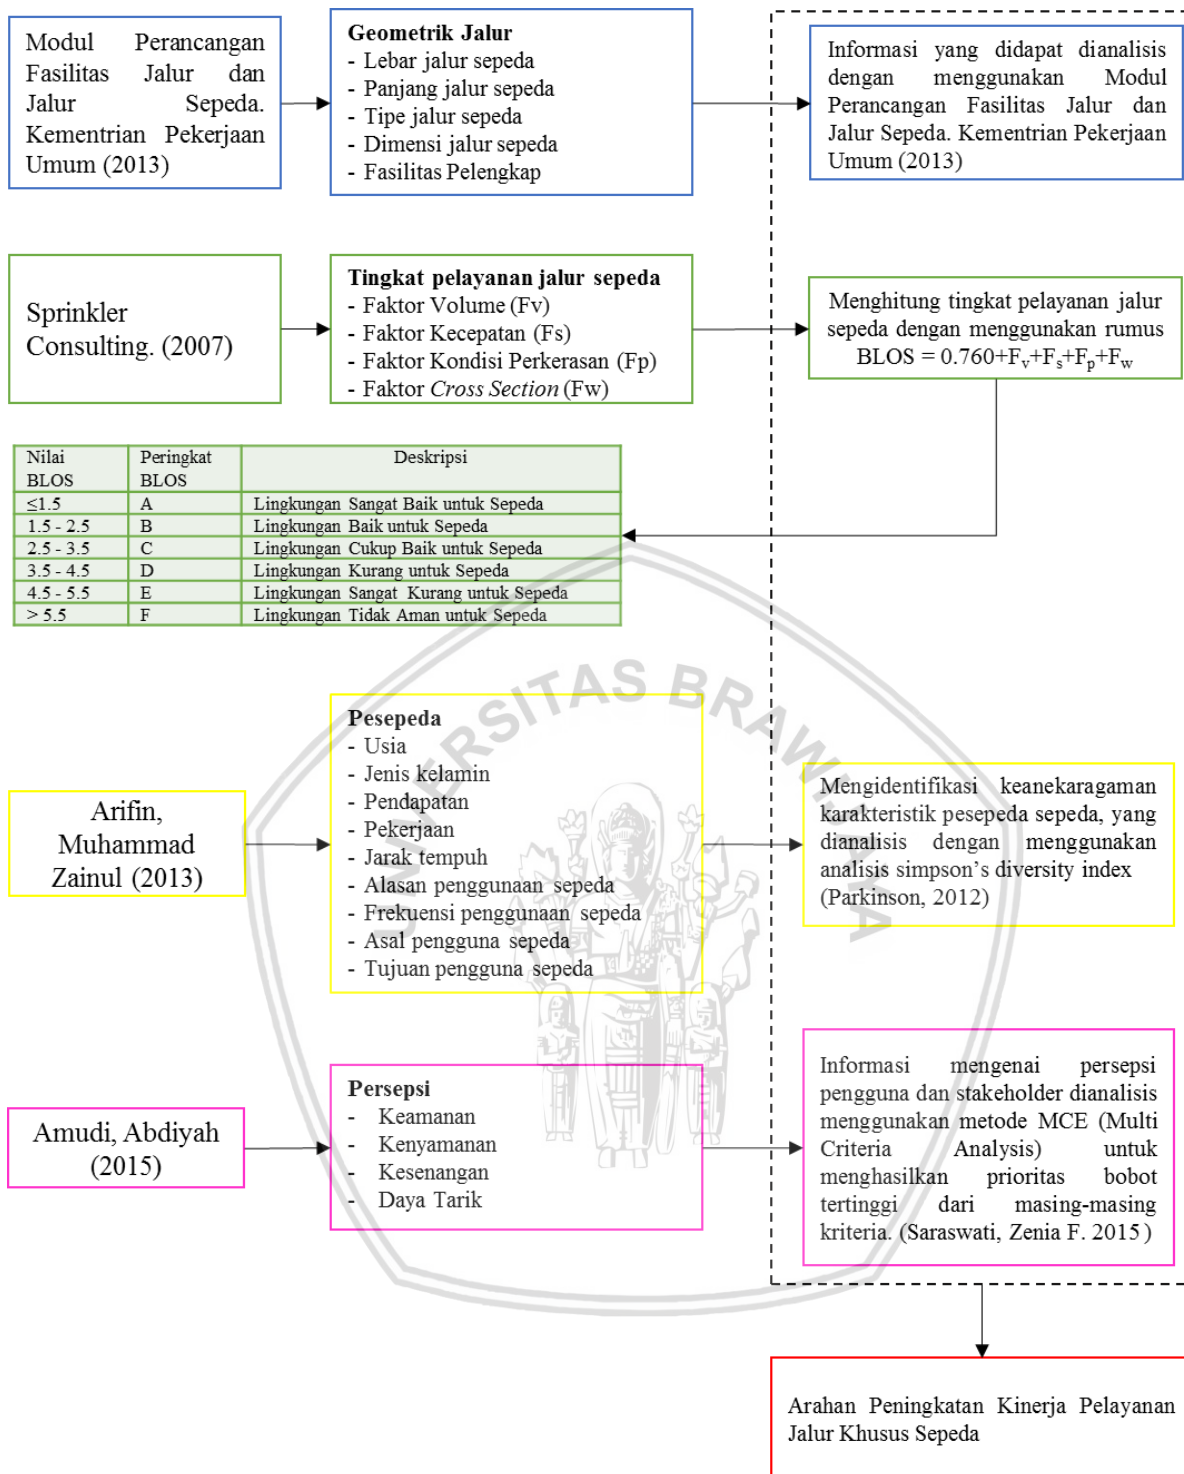 Modul Perancangan
Fasilitas Jalur dan
Jalur Sepeda.
Kementrian Pekerjaan
Umum (2013)
Geometrik Jalur
- Lebar jalur sepeda
- Panjang jalur sepeda
- Tipe jalur sepeda
- Dimensi jalur sepeda
- Fasilitas Pelengkap
Informasi yang didapat dianalisis
dengan menggunakan Modul
Perancangan Fasilitas Jalur dan
Jalur Sepeda. Kementrian Pekerjaan
Umum (2013)
Sprinkler
Consulting. (2007)
Tingkat pelayanan jalur sepeda
- Faktor Volume (Fv)
- Faktor Kecepatan (Fs)
- Faktor Kondisi Perkerasan (Fp)
- Faktor Cross Section (Fw)
Menghitung tingkat pelayanan jalur
sepeda dengan menggunakan rumus
BLOS = 0.760+Fv+Fs+Fp+Fw
Nilai BLOS Peringkat BLOS Deskripsi
≤1.5 A Lingkungan Sangat Baik untuk Sepeda
1.5 - 2.5 B Lingkungan Baik untuk Sepeda
2.5 - 3.5 C Lingkungan Cukup Baik untuk Sepeda
3.5 - 4.5 D Lingkungan Kurang untuk Sepeda
4.5 - 5.5 E Lingkungan Sangat Kurang untuk Sepeda
> 5.5 F Lingkungan Tidak Aman untuk Sepeda
UNIVERSITAS BRAWIJAYA
Arifin,
Muhammad
Zainul (2013)
Pesepeda
- Usia
- Jenis kelamin
- Pendapatan
- Pekerjaan
- Jarak tempuh
- Alasan penggunaan sepeda
- Frekuensi penggunaan sepeda
- Asal pengguna sepeda
- Tujuan pengguna sepeda
Mengidentifikasi keanekaragaman
karakteristik pesepeda sepeda, yang
dianalisis dengan menggunakan
analisis simpson's diversity index
(Parkinson, 2012)
Amudi, Abdiyah
(2015)
Persepsi
- Keamanan
- Kenyamanan
- Kesenangan
- Daya Tarik
Informasi mengenai persepsi
pengguna dan stakeholder dianalisis
menggunakan metode MCE (Multi
Criteria Analysis) untuk
menghasilkan prioritas bobot
tertinggi dari masing-masing
kriteria. (Saraswati, Zenia F. 2015)
Arahan Peningkatan Kinerja Pelayanan
Jalur Khusus Sepeda